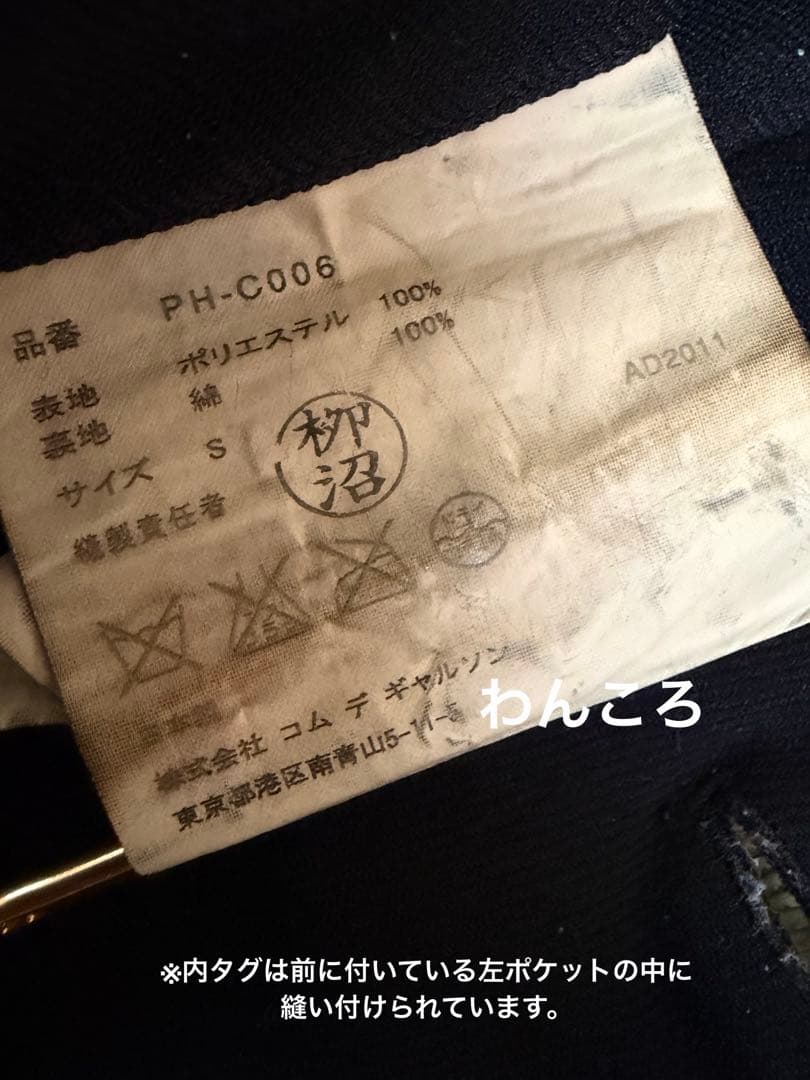 品番 PH-C006
表地 ポリエステル 100%
裏地 綿 100%
サイズ S
AD2011
縫製責任者
柳沼
株式会社 コム デ ギャルソン
東京都港区南青山5-11-5
わんころ
※内タグは前に付いている左ポケットの中に
縫い付けられています。